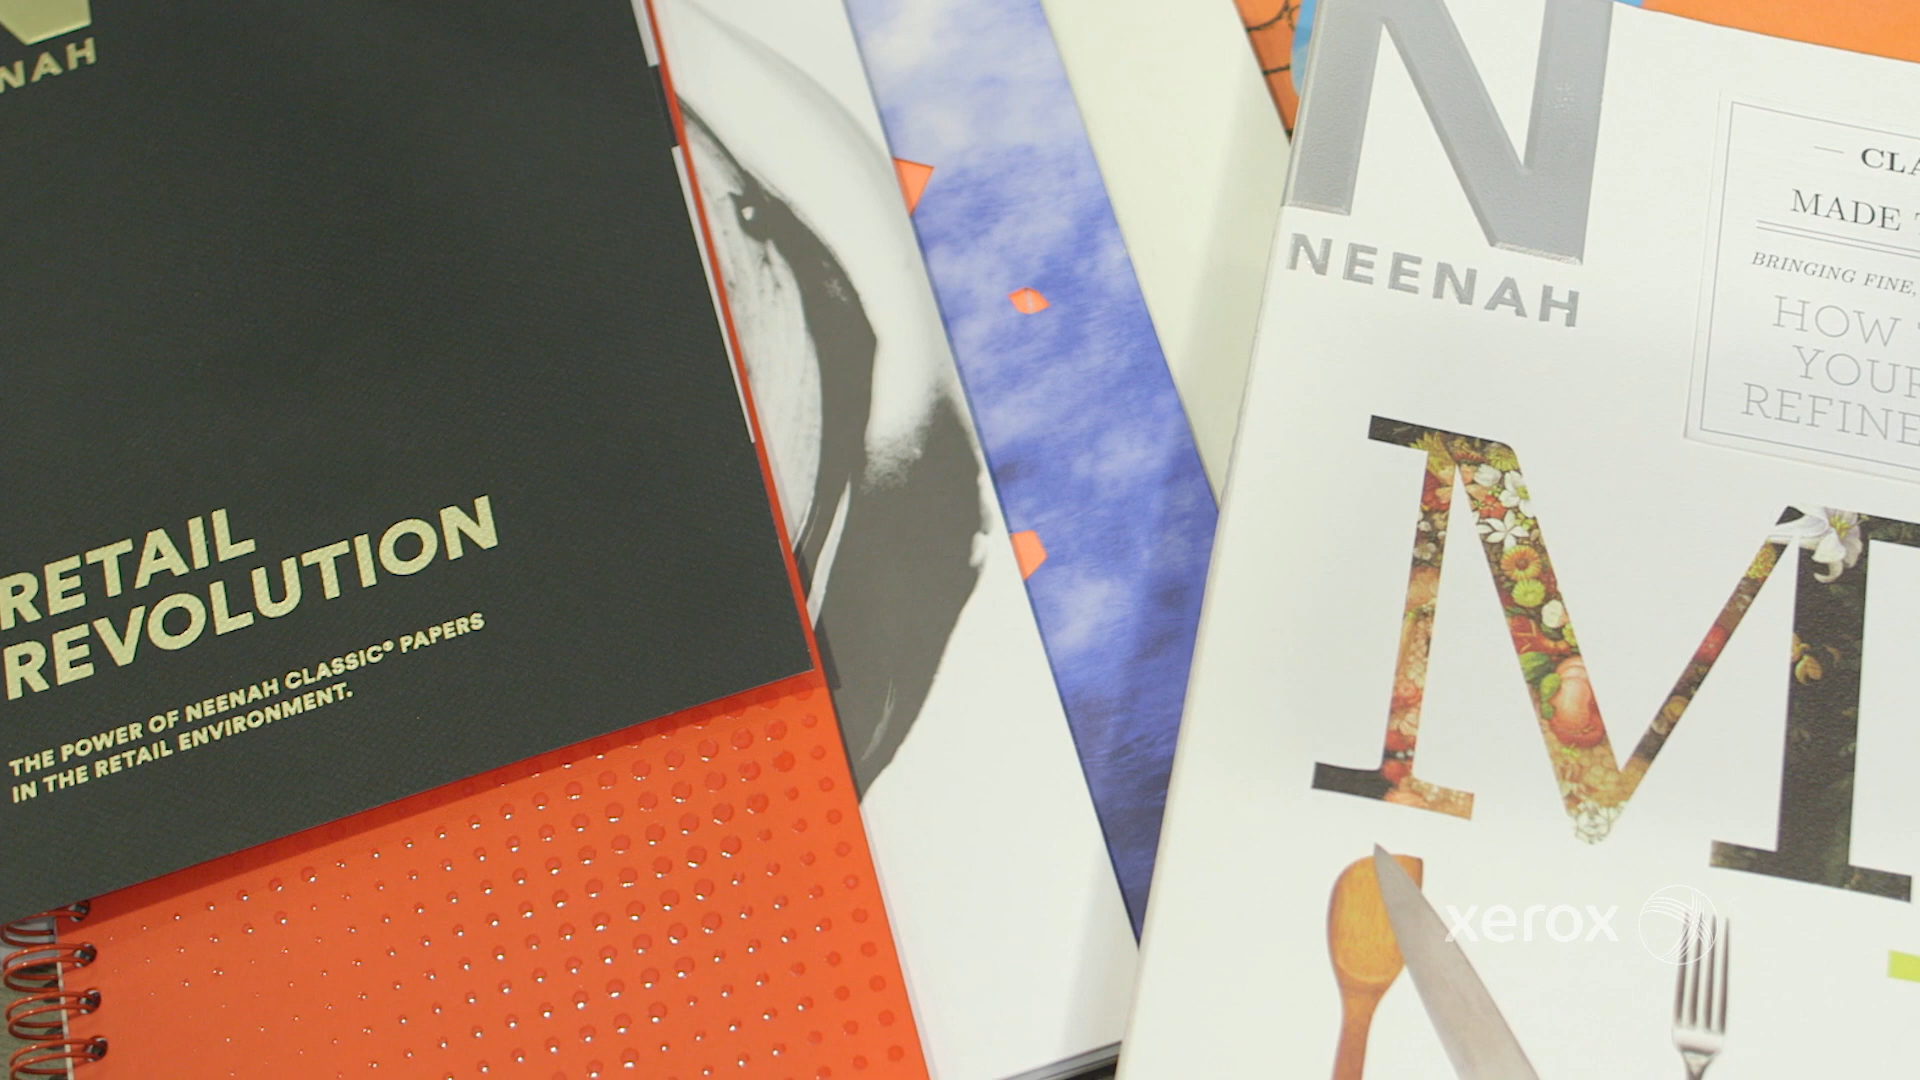 NAH
RETAIL
REVOLUTION
THE POWER OF NEENAH CLASSIC® PAPERS
IN THE RETAIL ENVIRONMENT.
N
NEENAH
MADE
BRINGING FINE,
HOW
YOUR
REFINE
M
xerox